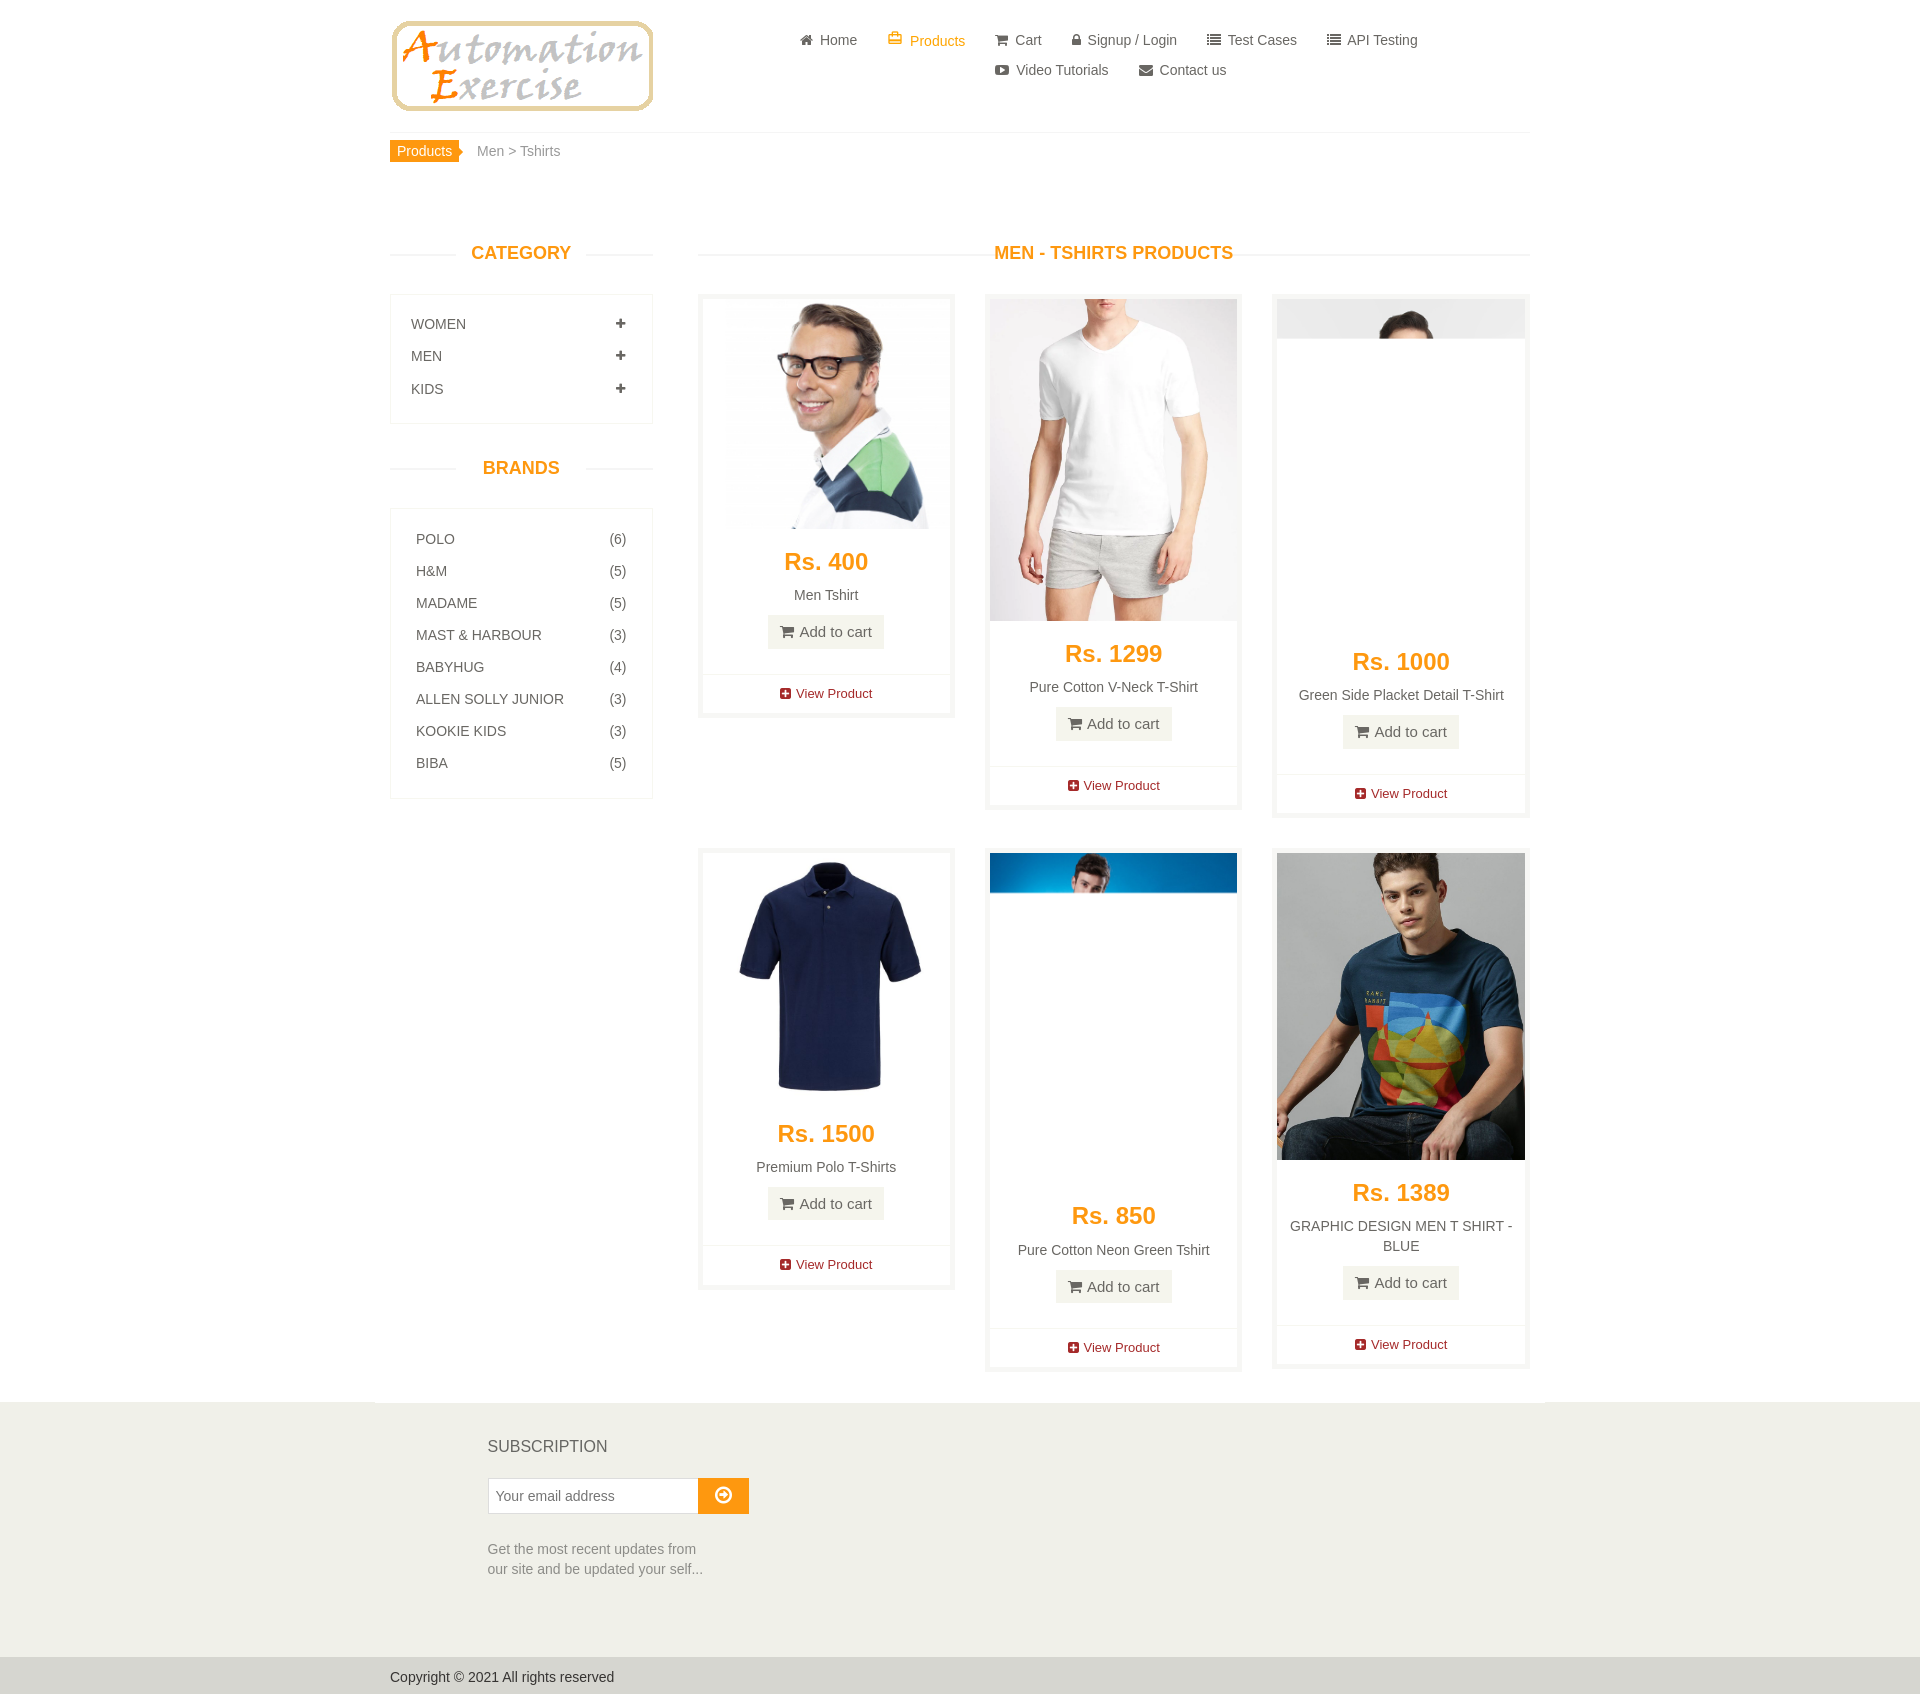 Automation
Exercise
Home
Products
Cart
Signup / Login
Test Cases
API Testing
Video Tutorials
Contact us
Products
Men > Tshirts
CATEGORY
WOMEN
MEN
KIDS
BRANDS
POLO (6)
H&M (5)
MADAME (5)
MAST & HARBOUR (3)
BABYHUG (4)
ALLEN SOLLY JUNIOR (3)
KOOKIE KIDS (3)
BIBA (5)
MEN - TSHIRTS PRODUCTS
Rs. 400
Men Tshirt
Add to cart
View Product
Rs. 1299
Pure Cotton V-Neck T-Shirt
Add to cart
View Product
Rs. 1000
Green Side Placket Detail T-Shirt
Add to cart
View Product
Rs. 1500
Premium Polo T-Shirts
Add to cart
View Product
Rs. 850
Pure Cotton Neon Green Tshirt
Add to cart
View Product
RARE
RABBIT
Rs. 1389
GRAPHIC DESIGN MEN T SHIRT -
BLUE
Add to cart
View Product
SUBSCRIPTION
Your email address
Get the most recent updates from
our site and be updated your self...
Copyright © 2021 All rights reserved